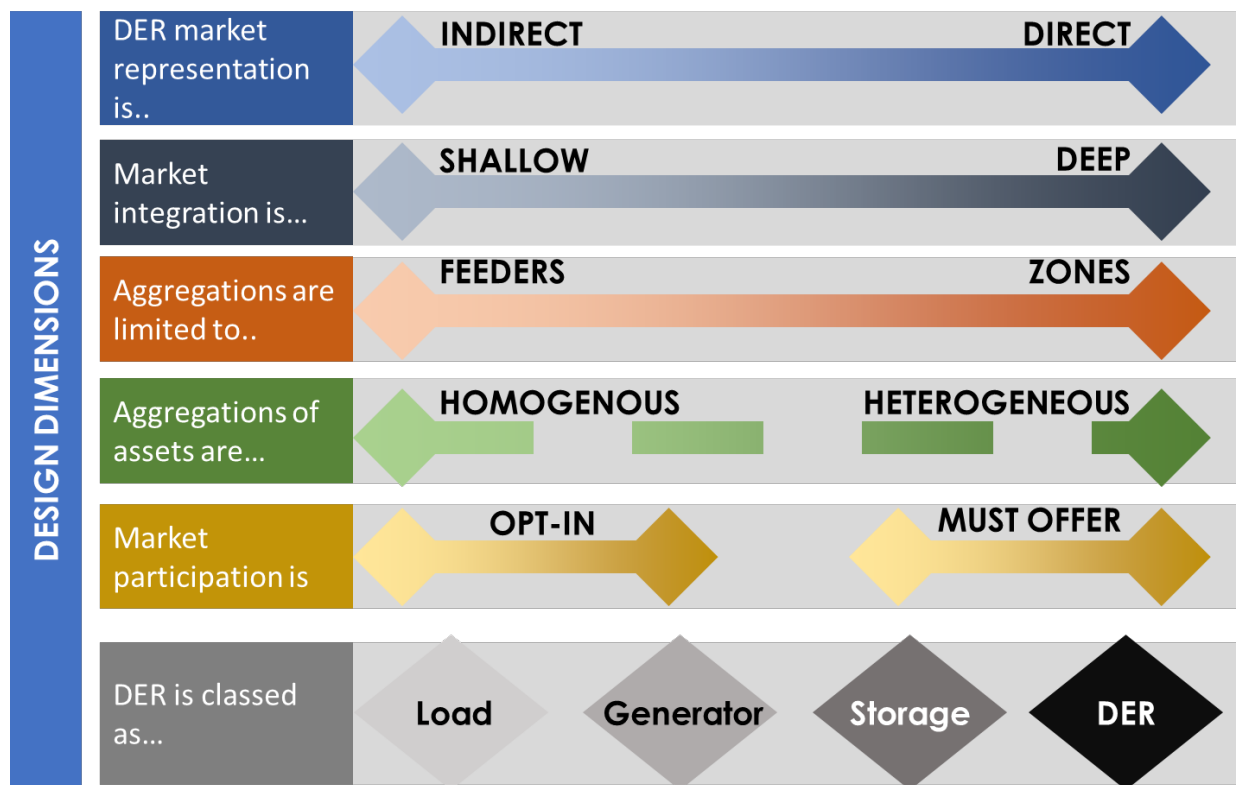 DESIGN DIMENSIONS
DER market
representation
is..
INDIRECT
DIRECT
Market
integration is...
SHALLOW
DEEP
Aggregations are
limited to..
FEEDERS
ZONES
Aggregations of
assets are...
HOMOGENOUS
HETEROGENEOUS
Market
participation is
OPT-IN
MUST OFFER
DER is classed
as...
Load
Generator
Storage
DER